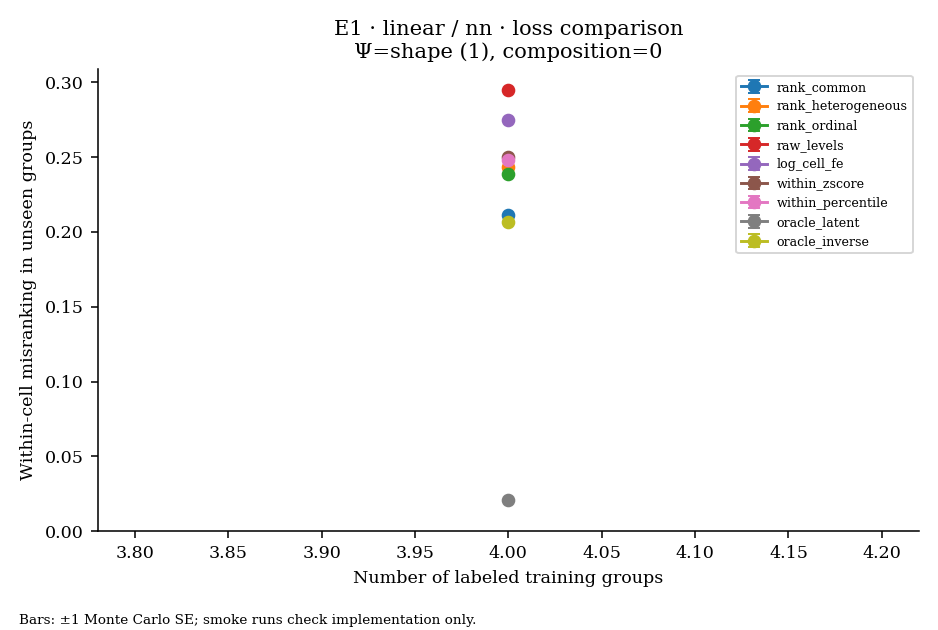 E1 · linear / nn · loss comparison
Ψ=shape (1), composition=0
Within-cell misranking in unseen groups
0.30
0.25
0.20
0.15
0.10
0.05
0.00
rank_common
rank_heterogeneous
rank_ordinal
raw_levels
log_cell_fe
within_zscore
within_percentile
oracle_latent
oracle_inverse
3.80 3.85 3.90 3.95 4.00 4.05 4.10 4.15 4.20
Number of labeled training groups
Bars: ±1 Monte Carlo SE; smoke runs check implementation only.